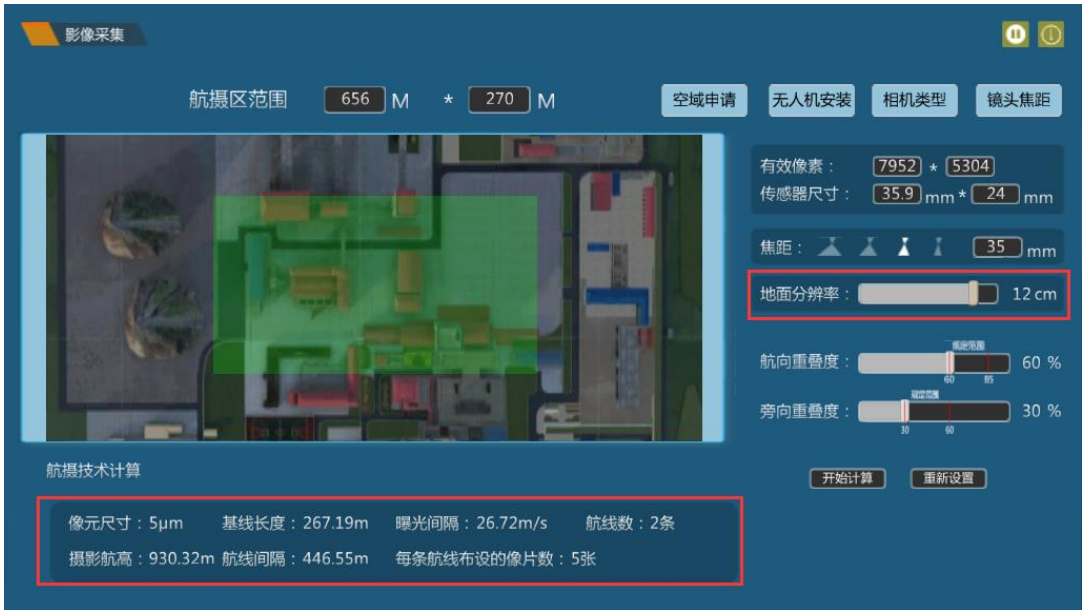 影像采集
航摄区范围 656 M * 270 M
空域申请 无人机安装 相机类型 镜头焦距
有效像素： 7952 * 5304
传感器尺寸： 35.9 mm * 24 mm
焦距： 35 mm
地面分辨率： 12 cm
航向重叠度： 60 %
60 85
旁向重叠度： 30 %
30 60
航摄技术计算
开始计算 重新设置
像元尺寸：5μm 基线长度：267.19m 曝光间隔：26.72m/s 航线数：2条
摄影航高：930.32m 航线间隔：446.55m 每条航线布设的像片数：5张